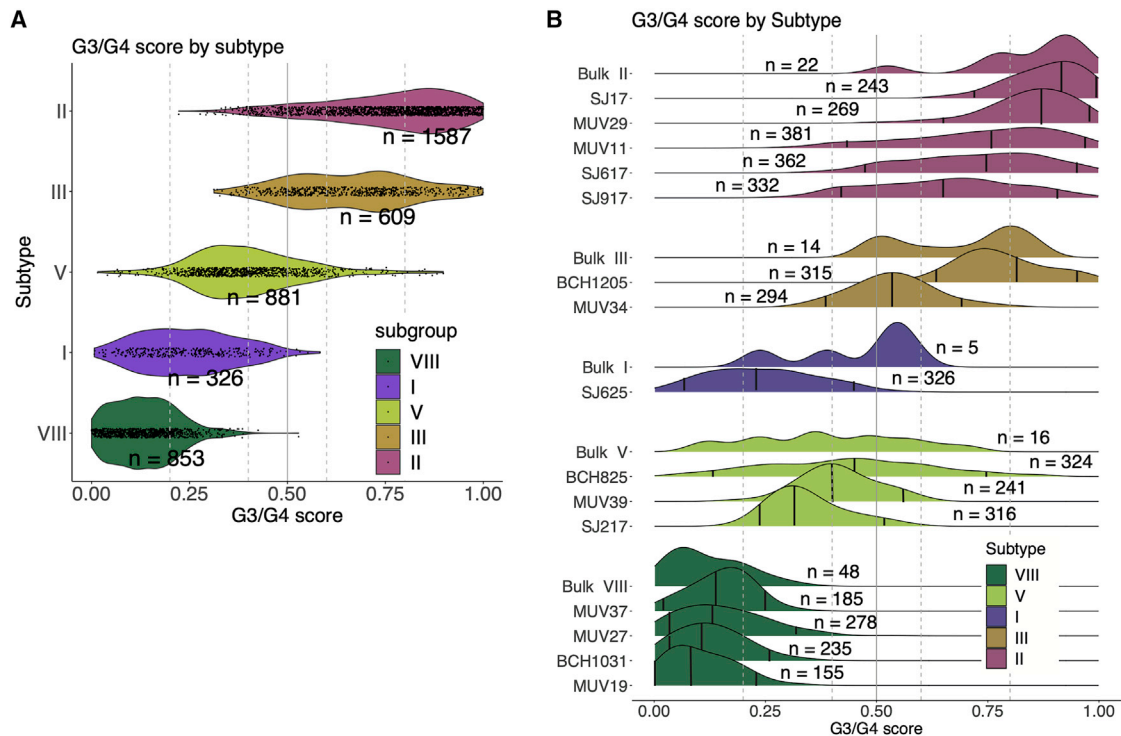 A
G3/G4 score by subtype
Subtype
II
n = 1587
III
n = 609
V
n = 881
I
n = 326
VIII
n = 853
subgroup
VIII
I
V
III
II
0.00 0.25 0.50 0.75 1.00
G3/G4 score
B
G3/G4 score by Subtype
Bulk II n = 22
SJ17 n = 243
MUV29 n = 269
MUV11 n = 381
SJ617 n = 362
SJ917 n = 332
Bulk III n = 14
BCH1205 n = 315
MUV34 n = 294
Bulk I n = 5
SJ625 n = 326
Bulk V n = 16
BCH825 n = 324
MUV39 n = 241
SJ217 n = 316
Bulk VIII n = 48
MUV37 n = 185
MUV27 n = 278
BCH1031 n = 235
MUV19 n = 155
Subtype
VIII
V
I
III
II
0.00 0.25 0.50 0.75 1.00
G3/G4 score